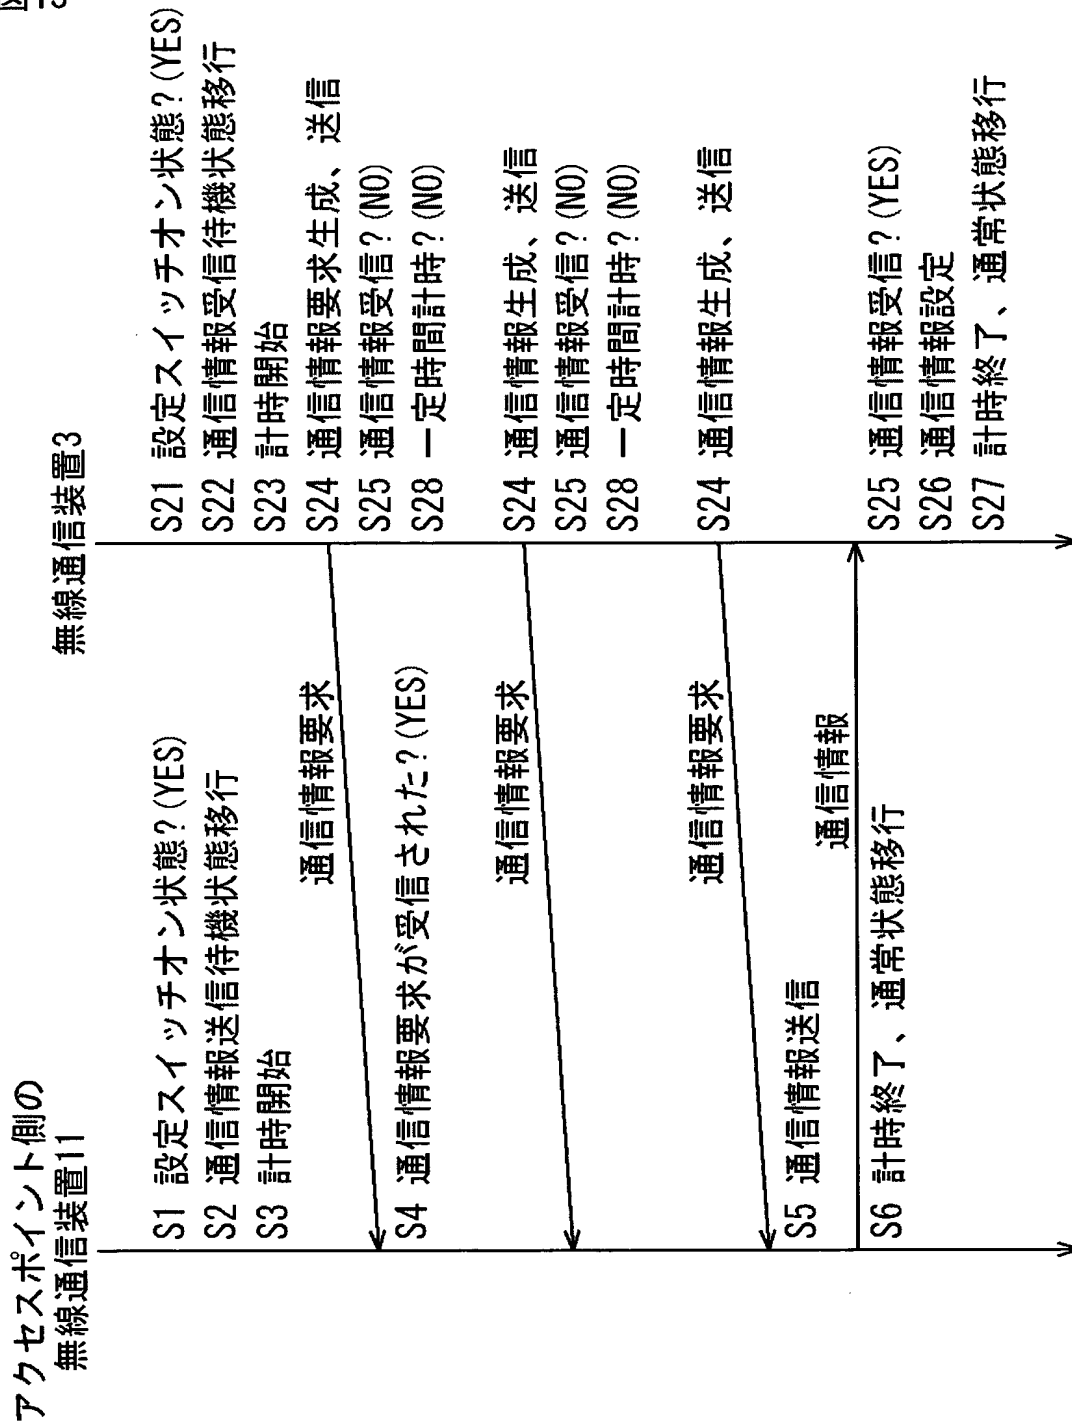 アクセスポイント側の
無線通信装置11
無線通信装置3
S1 設定スイッチオン状態?(YES)
S2 通信情報送信待機状態移行
S3 計時開始
S21 設定スイッチオン状態?(YES)
S22 通信情報受信待機状態移行
S23 計時開始
S24 通信情報要求生成、送信
S25 通信情報受信?(NO)
S28 一定時間計時?(NO)
通信情報要求
S4 通信情報要求が受信された?(YES)
S24 通信情報生成、送信
S25 通信情報受信?(NO)
S28 一定時間計時?(NO)
通信情報要求
S24 通信情報生成、送信
通信情報要求
S5 通信情報送信
通信情報
S6 計時終了、通常状態移行
S25 通信情報受信?(YES)
S26 通信情報設定
S27 計時終了、通常状態移行